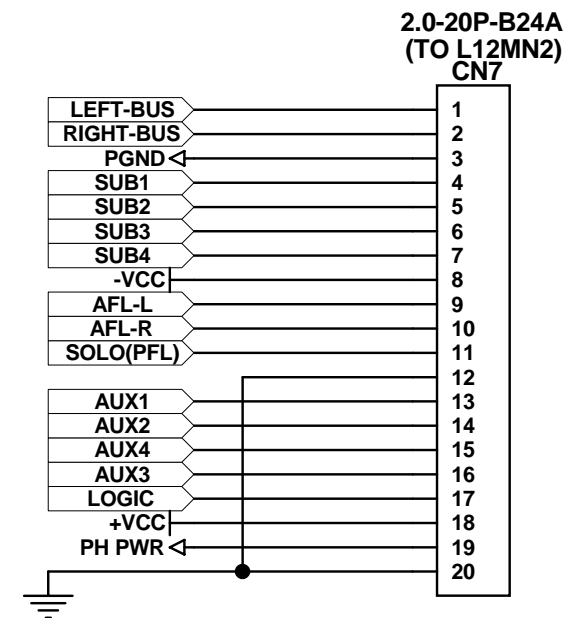 2.0-20P-B24A
(TO L12MN2)
CN7
LEFT-BUS 1
RIGHT-BUS 2
PGND 3
SUB1 4
SUB2 5
SUB3 6
SUB4 7
-VCC 8
AFL-L 9
AFL-R 10
SOLO(PFL) 11
12
AUX1 13
AUX2 14
AUX4 15
AUX3 16
LOGIC 17
+VCC 18
PH PWR 19
20